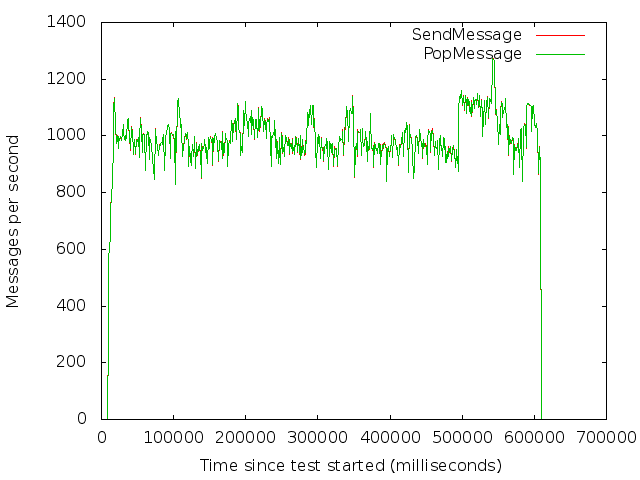 SendMessage
PopMessage
Messages per second
1400
1200
1000
800
600
400
200
0
0 100000 200000 300000 400000 500000 600000 700000
Time since test started (milliseconds)